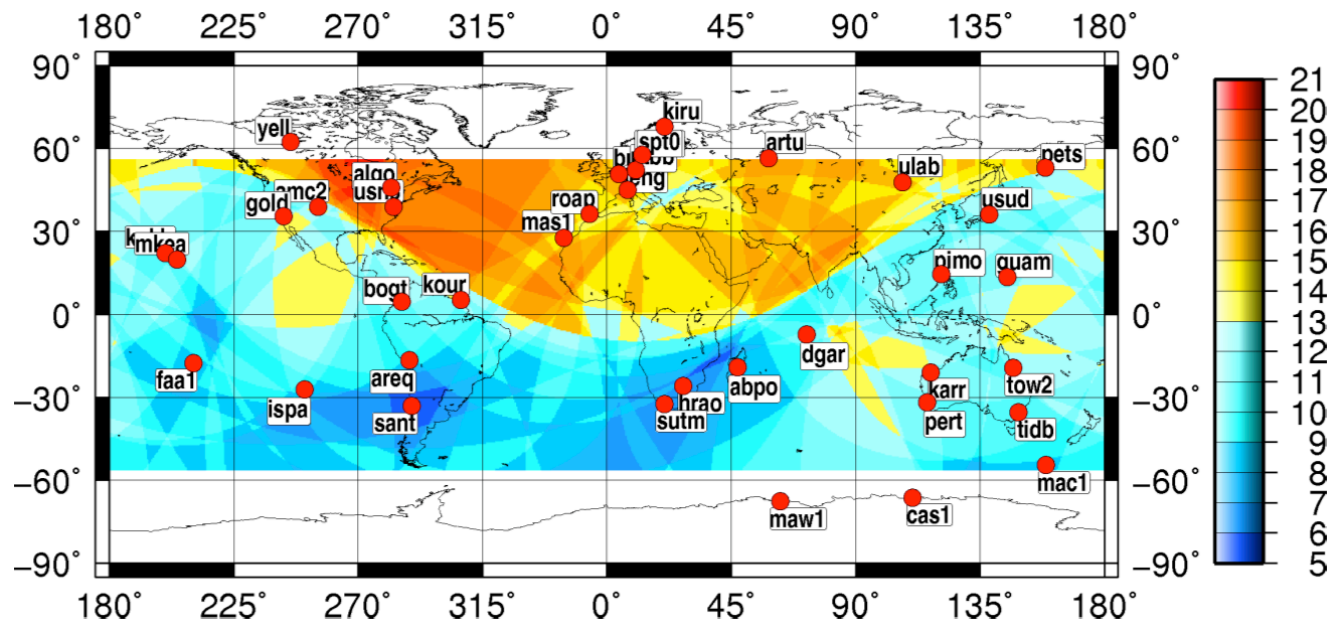 180° 225° 270° 315° 0° 45° 90° 135° 180°
90° 90° 21
20
kiru
yell spt0 artu 19
60° 60° 18
algo ulab pets
amc2 17
gold roap usud 16
30° mas1 30° 15
mkea pimo guam 14
bogt kour
0° 0° 13
dgar 12
faa1 areq abpo karr tow2 11
ispa hrao
−30° −30° 10
sant sutm pert tidb 9
mac1 8
−60° −60° 7
maw1 cas1 6
−90° −90° 5
180° 225° 270° 315° 0° 45° 90° 135° 180°